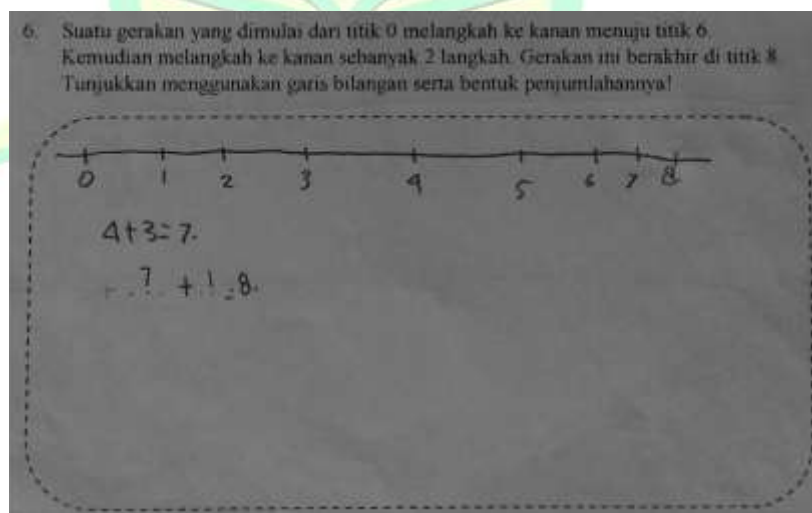 6. Suatu gerakan yang dimulai dari titik 0 melangkah ke kanan menuju titik 6.
Kemudian melangkah ke kanan sebanyak 2 langkah. Gerakan ini berakhir di titik 8.
Tunjukkan menggunakan garis bilangan serta bentuk penjumlahannya!
0 1 2 3 4 5 6 7 8
4+3=7.
7 + 1 = 8.